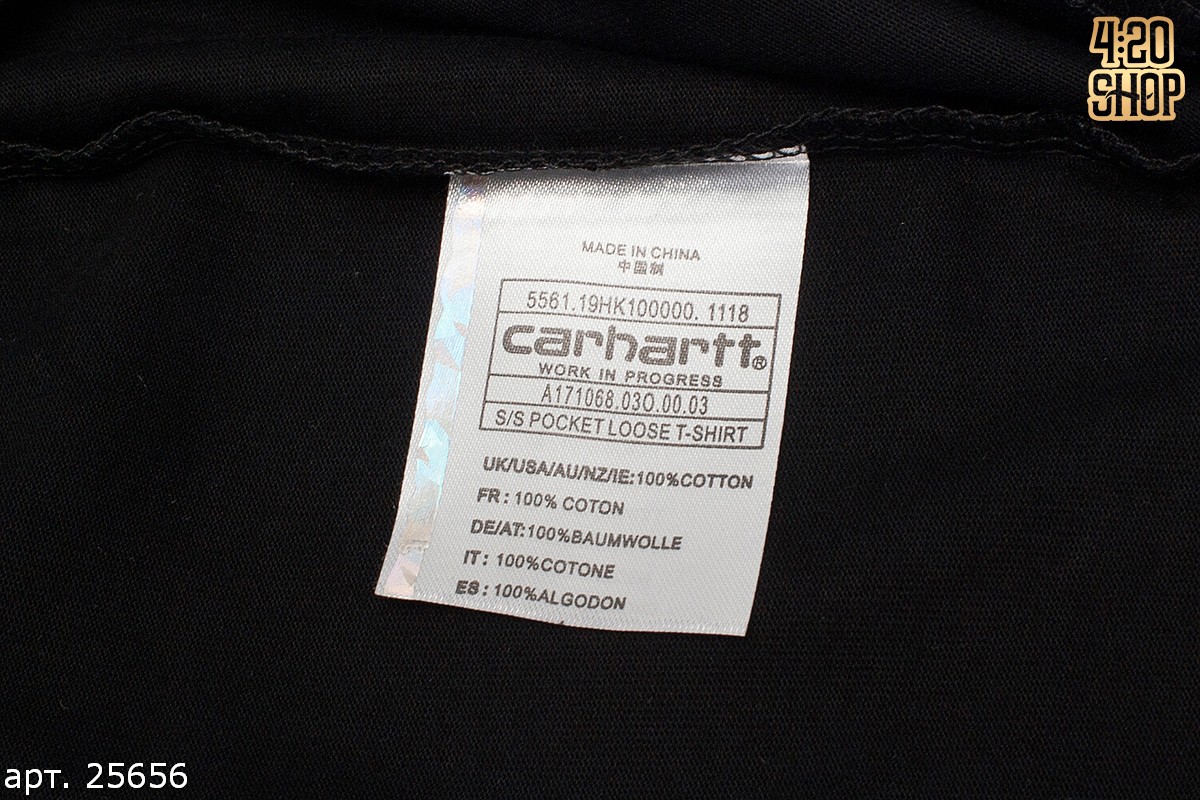 4:20
SHOP
MADE IN CHINA
中国制
5561.19HK100000. 1118
carhartt®
WORK IN PROGRESS
A171068.03O.00.03
S/S POCKET LOOSE T-SHIRT
UK/USA/AU/NZ/IE:100%COTTON
FR: 100% COTON
DE/AT:100%BAUMWOLLE
IT: 100%COTONE
ES: 100%ALGODON
арт. 25656